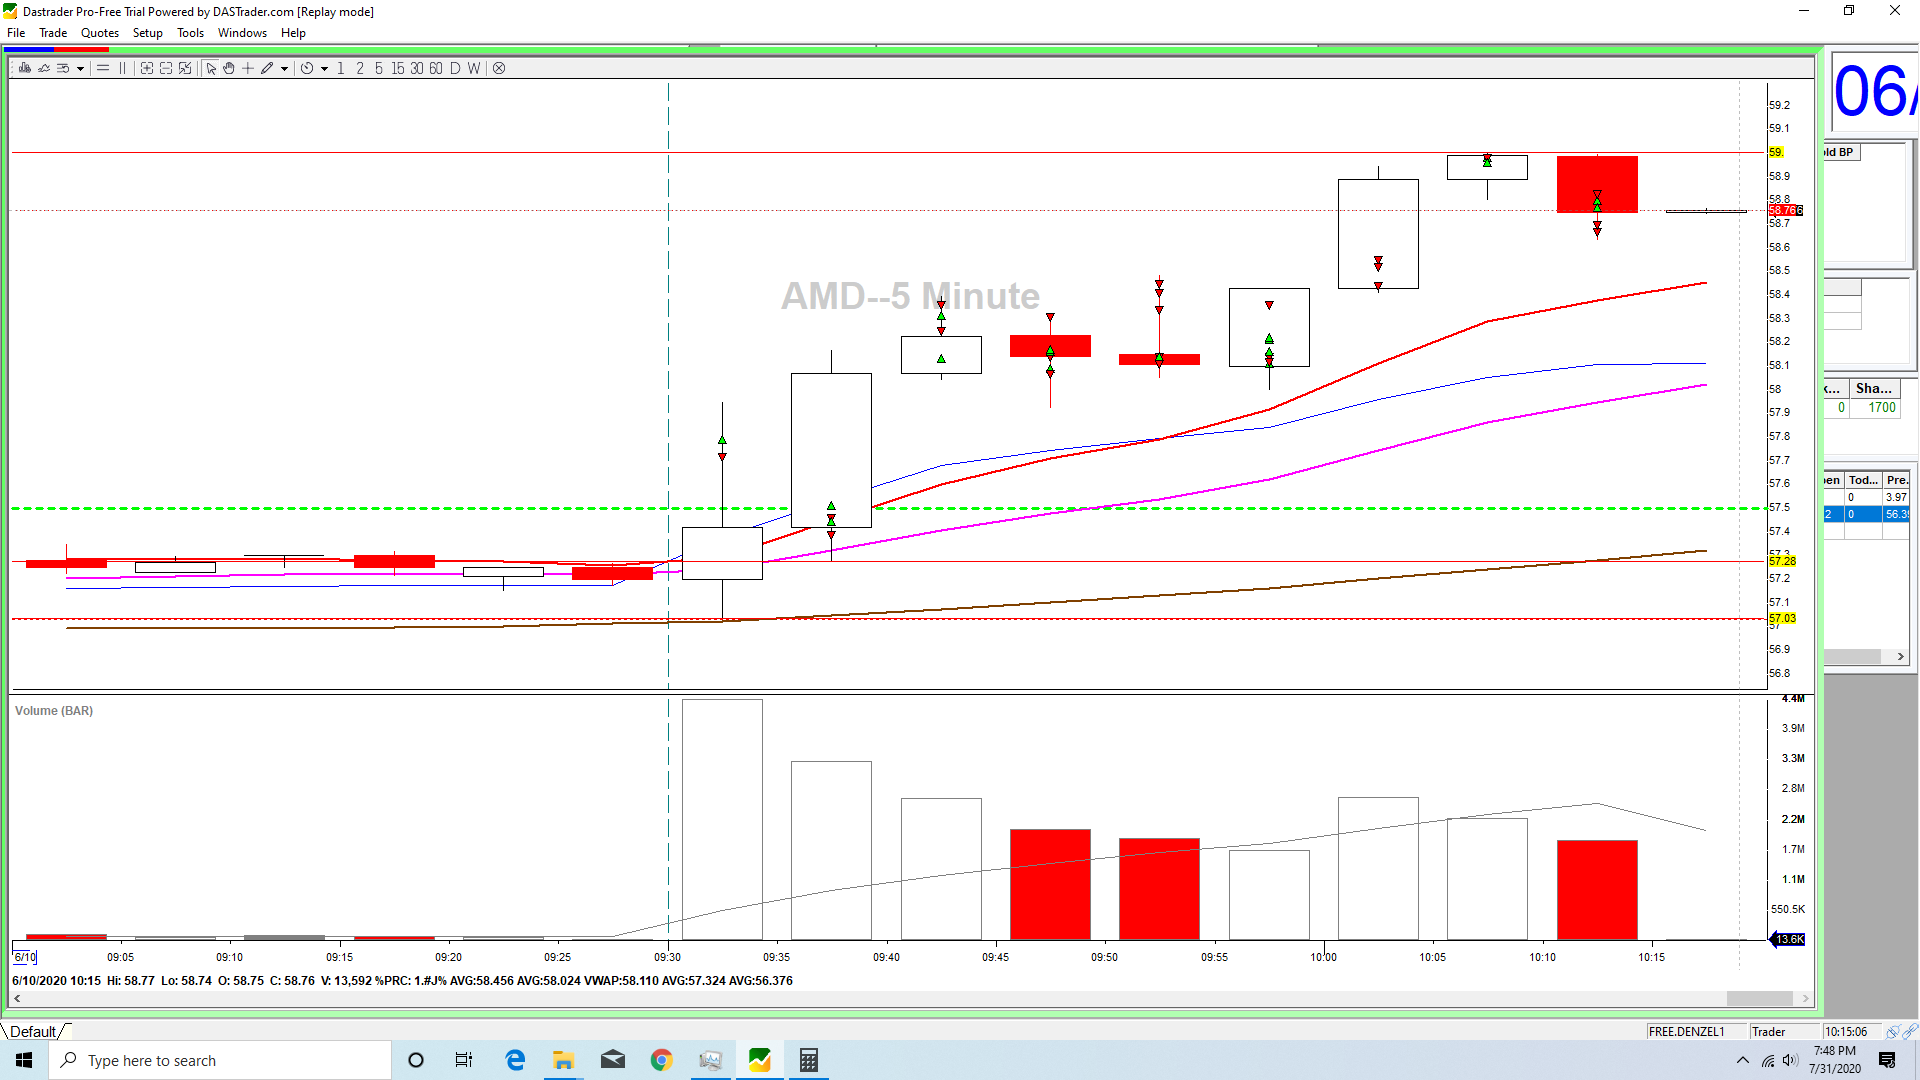 Dastrader Pro-Free Trial Powered by DASTrader.com [Replay mode]
File Trade Quotes Setup Tools Windows Help
1 2 5 15 30 60 D W
AMD--5 Minute
59.2
59.1
59.
58.9
58.8
58.766
58.7
58.6
58.5
58.4
58.3
58.2
58.1
58
57.9
57.8
57.7
57.6
57.5
57.4
57.3
57.28
57.2
57.1
57.03
57
56.9
56.8
Volume (BAR)
4.4M
3.9M
3.3M
2.8M
2.2M
1.7M
1.1M
550.5K
13.6K
6/10 09:05 09:10 09:15 09:20 09:25 09:30 09:35 09:40 09:45 09:50 09:55 10:00 10:05 10:10 10:15
6/10/2020 10:15 Hi: 58.77 Lo: 58.74 O: 58.75 C: 58.76 V: 13,592 %PRC: 1.#J% AVG:58.456 AVG:58.024 VWAP:58.110 AVG:57.324 AVG:56.376
06/
old BP
k... Sha...
0 1700
pen Tod... Pre.
0 3.97
2 0 56.39
Default
FREE.DENZEL1 Trader 10:15:06
Type here to search
7:48 PM
7/31/2020